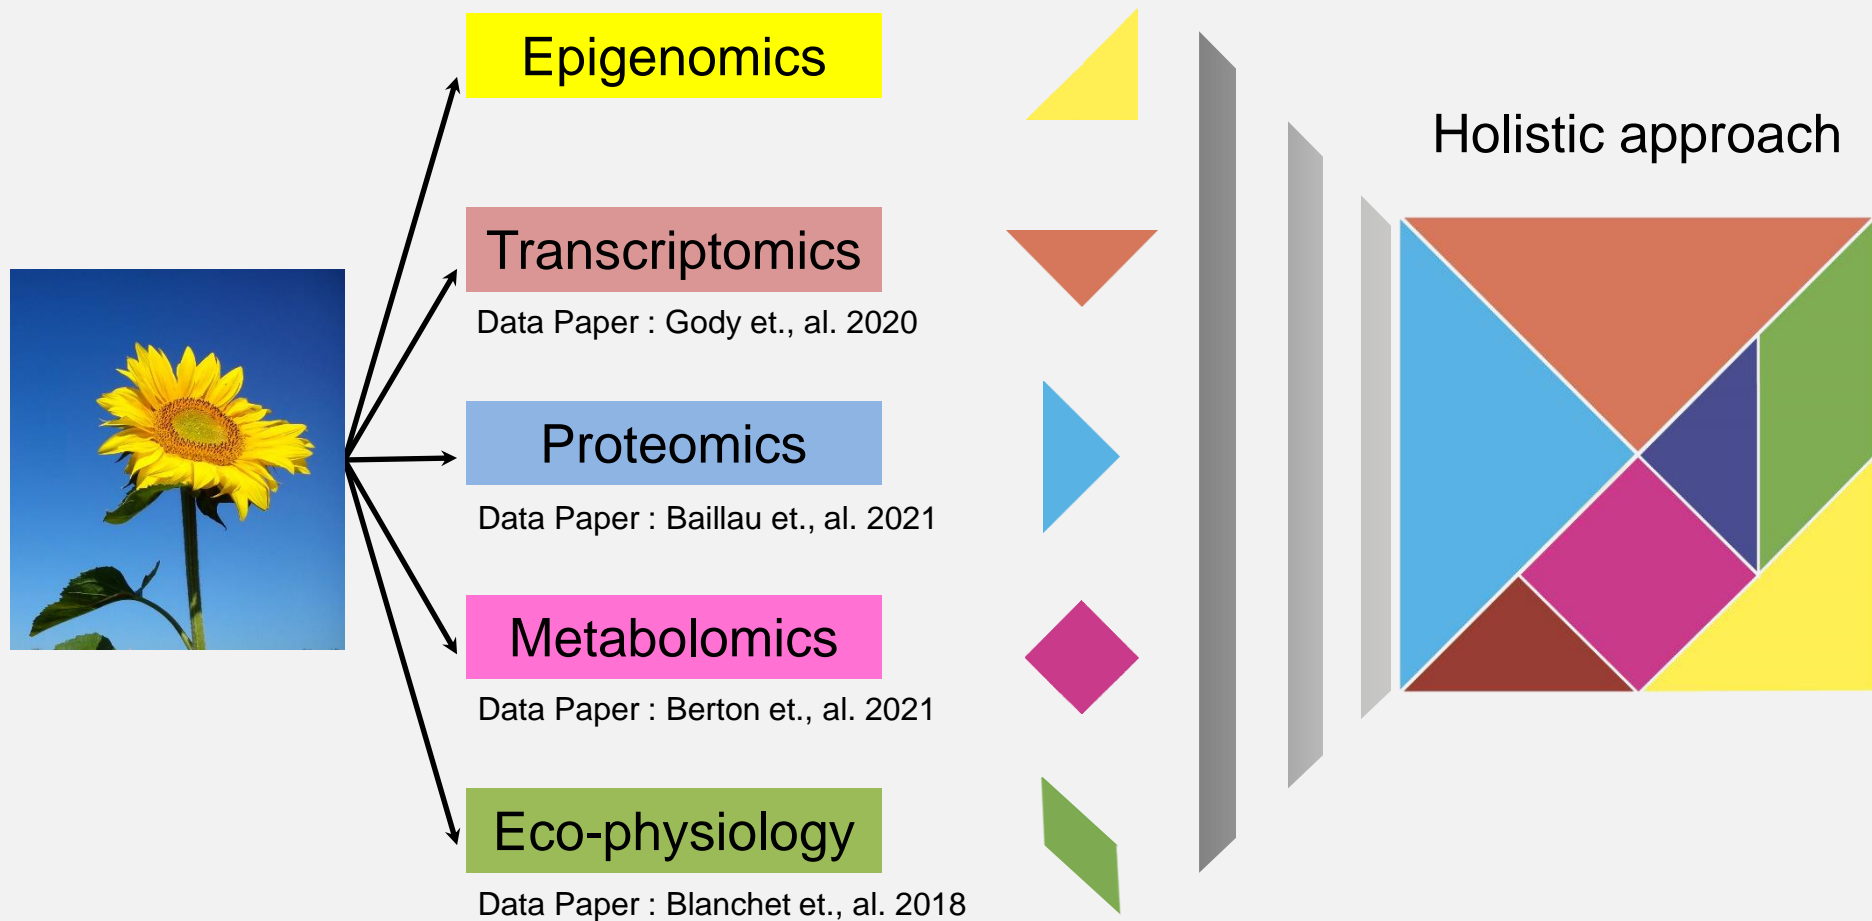 Epigenomics
Holistic approach
Transcriptomics
Data Paper : Gody et., al. 2020
Proteomics
Data Paper : Baillau et., al. 2021
Metabolomics
Data Paper : Berton et., al. 2021
Eco-physiology
Data Paper : Blanchet et., al. 2018